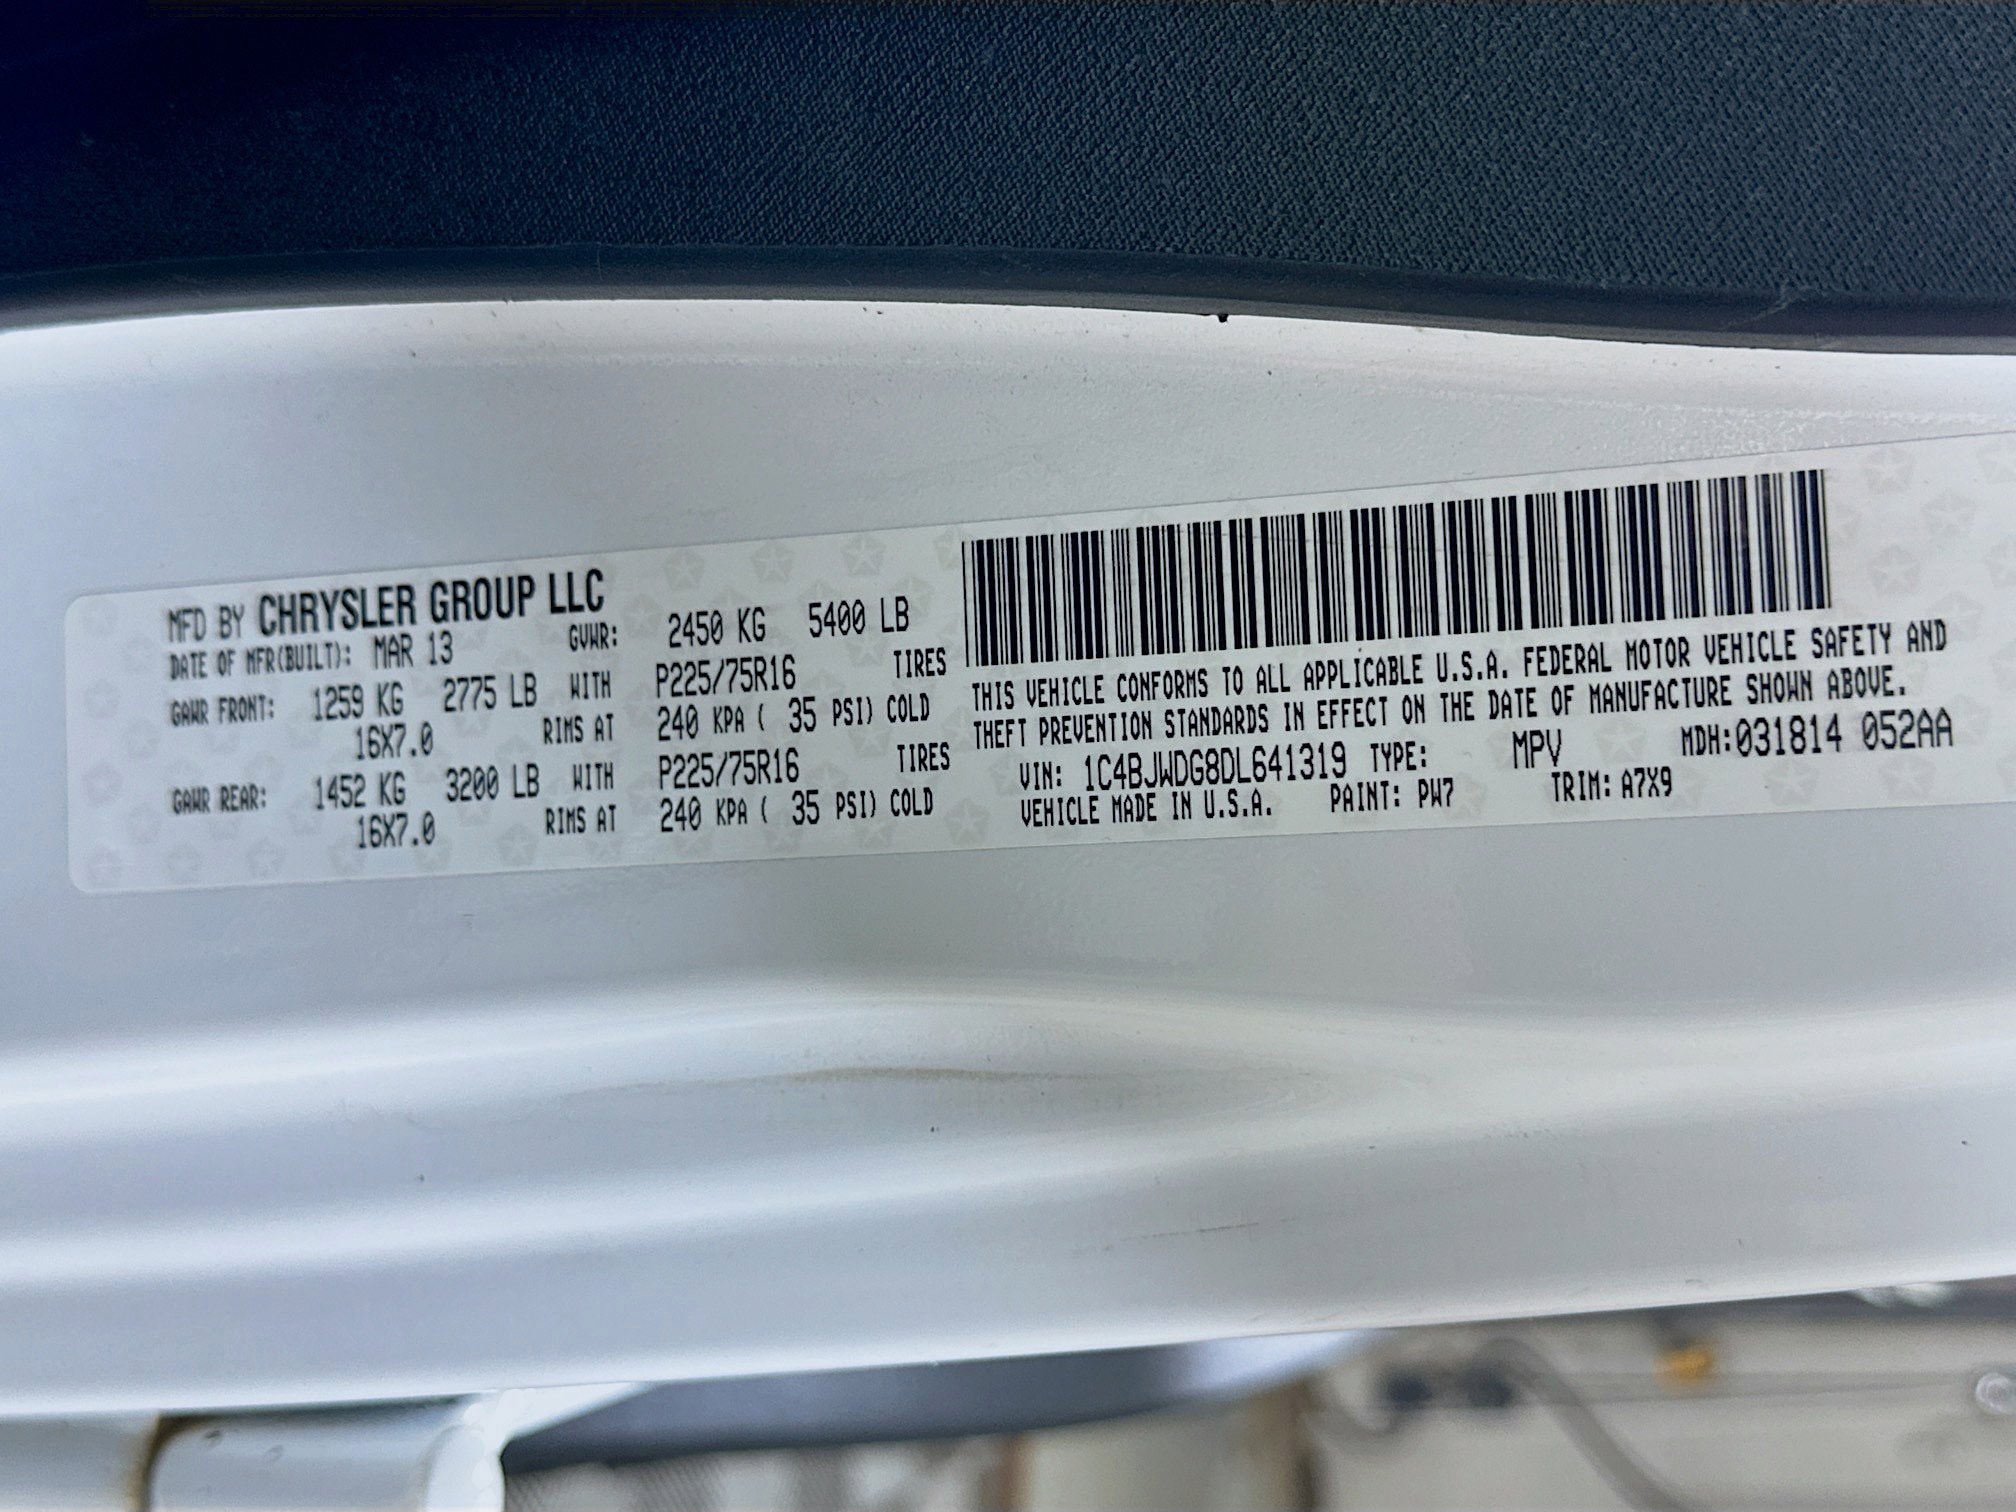 MFD BY CHRYSLER GROUP LLC
DATE OF MFR(BUILT): MAR 13 GVWR: 2450 KG 5400 LB
GAWR FRONT: 1259 KG 2775 LB WITH P225/75R16 TIRES
16X7.0 RIMS AT 240 KPA ( 35 PSI) COLD
GAWR REAR: 1452 KG 3200 LB WITH P225/75R16 TIRES
16X7.0 RIMS AT 240 KPA ( 35 PSI) COLD
THIS VEHICLE CONFORMS TO ALL APPLICABLE U.S.A. FEDERAL MOTOR VEHICLE SAFETY AND
THEFT PREVENTION STANDARDS IN EFFECT ON THE DATE OF MANUFACTURE SHOWN ABOVE.
VIN: 1C4BJWDG8DL641319 TYPE: MPV MDH:031814 052AA
VEHICLE MADE IN U.S.A. PAINT: PW7 TRIM: A7X9